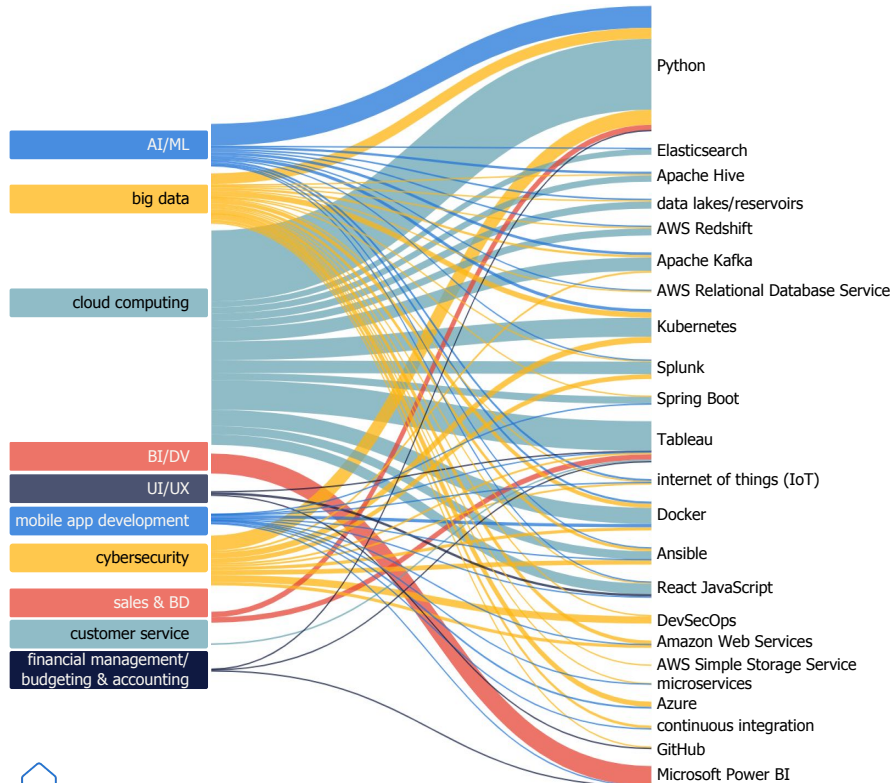 AI/ML
big data
cloud computing
BI/DV
UI/UX
mobile app development
cybersecurity
sales & BD
customer service
financial management/
budgeting & accounting
Python
Elasticsearch
Apache Hive
data lakes/reservoirs
AWS Redshift
Apache Kafka
AWS Relational Database Service
Kubernetes
Splunk
Spring Boot
Tableau
internet of things (IoT)
Docker
Ansible
React JavaScript
DevSecOps
Amazon Web Services
AWS Simple Storage Service
microservices
Azure
continuous integration
GitHub
Microsoft Power BI